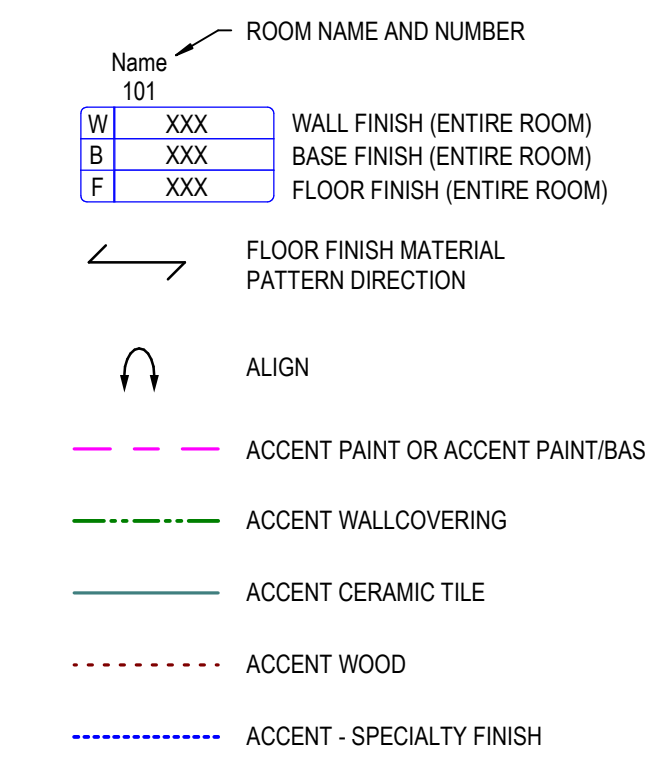 ROOM NAME AND NUMBER
Name
101
W XXX WALL FINISH (ENTIRE ROOM)
B XXX BASE FINISH (ENTIRE ROOM)
F XXX FLOOR FINISH (ENTIRE ROOM)
FLOOR FINISH MATERIAL
PATTERN DIRECTION
ALIGN
ACCENT PAINT OR ACCENT PAINT/BAS
ACCENT WALLCOVERING
ACCENT CERAMIC TILE
ACCENT WOOD
ACCENT - SPECIALTY FINISH